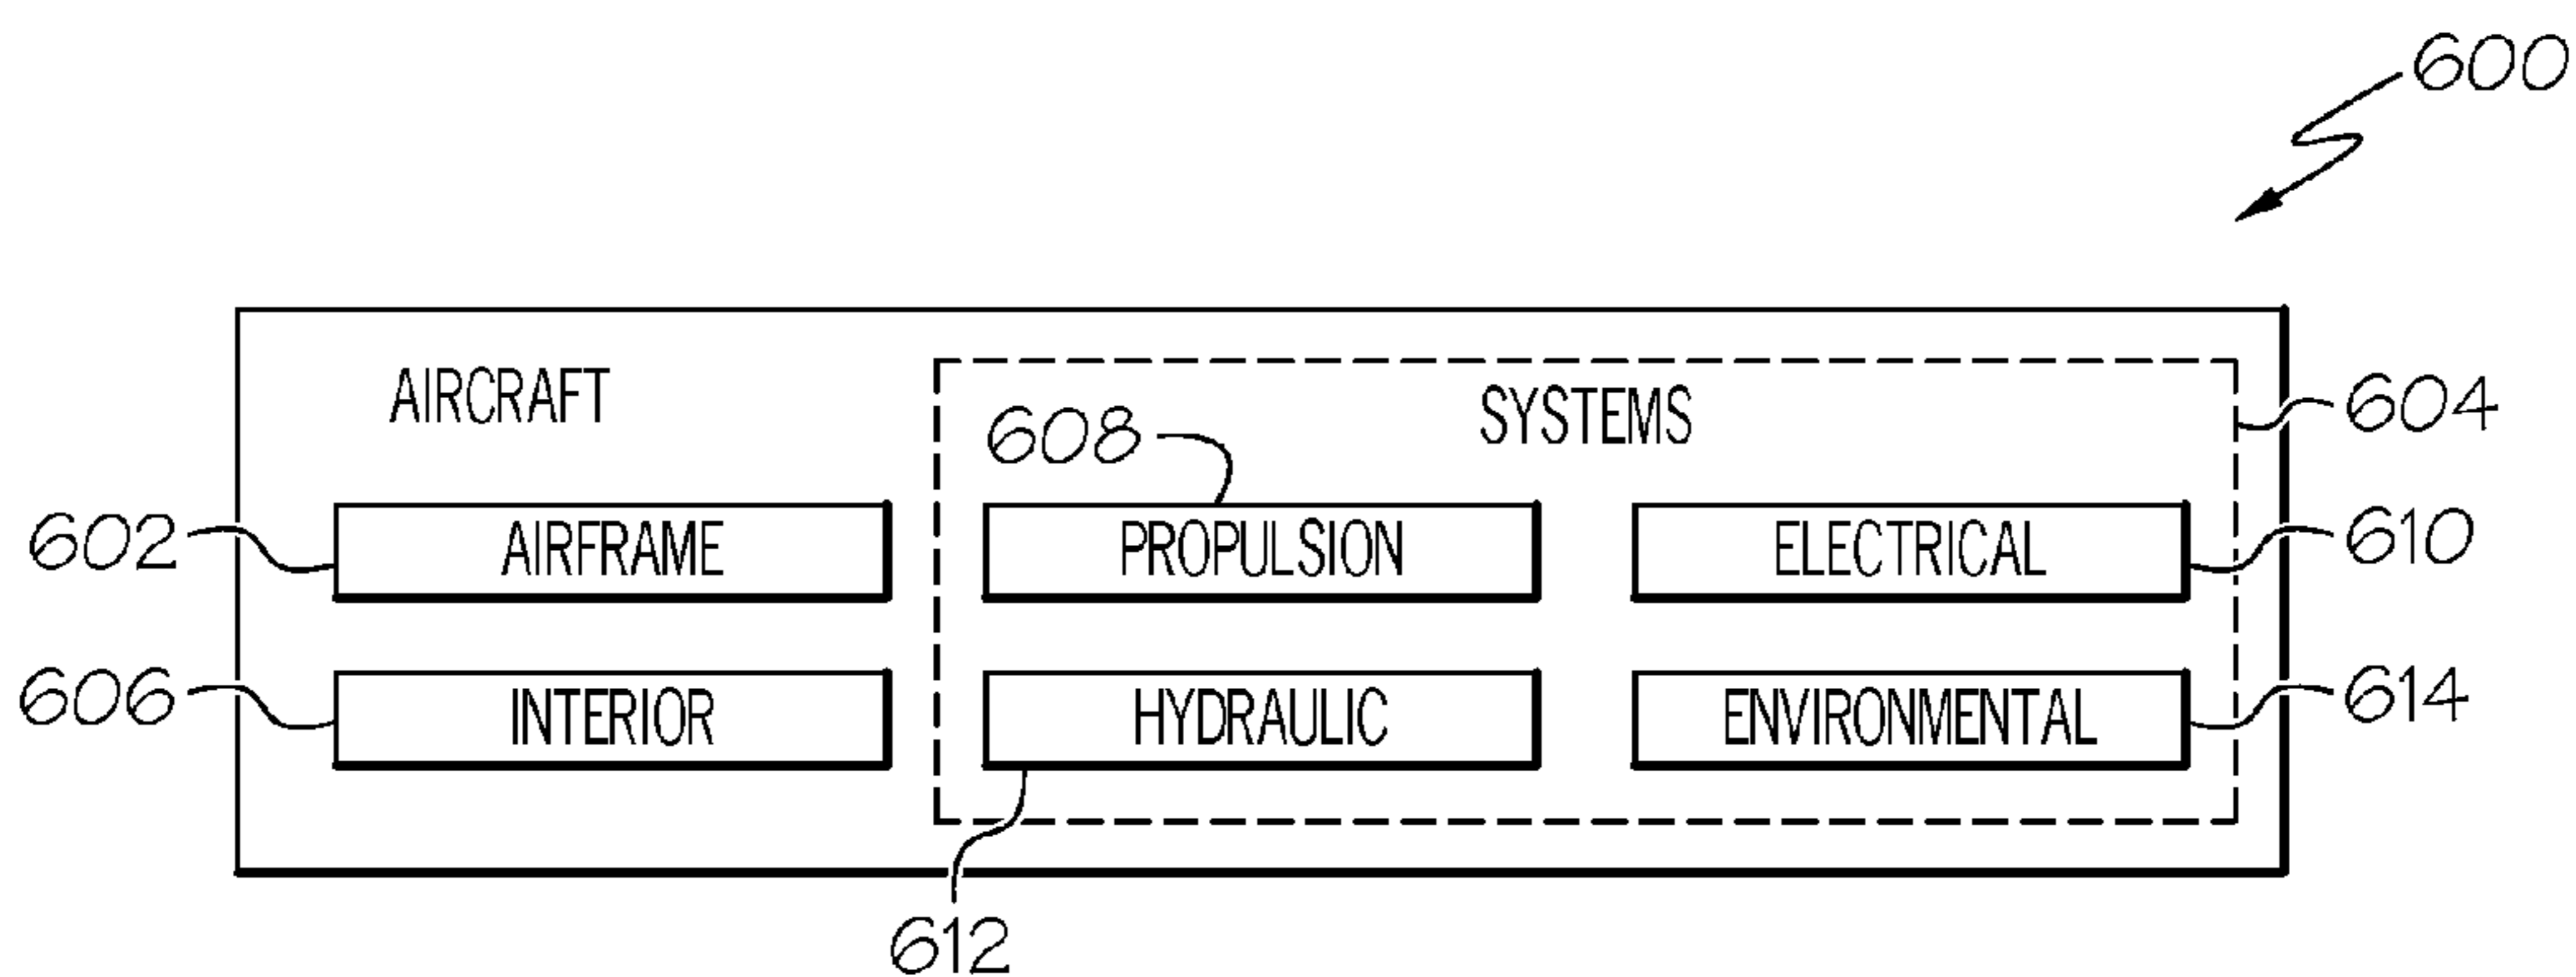 600
AIRCRAFT
SYSTEMS
604
608
602
AIRFRAME
PROPULSION
ELECTRICAL
610
606
INTERIOR
HYDRAULIC
ENVIRONMENTAL
614
612